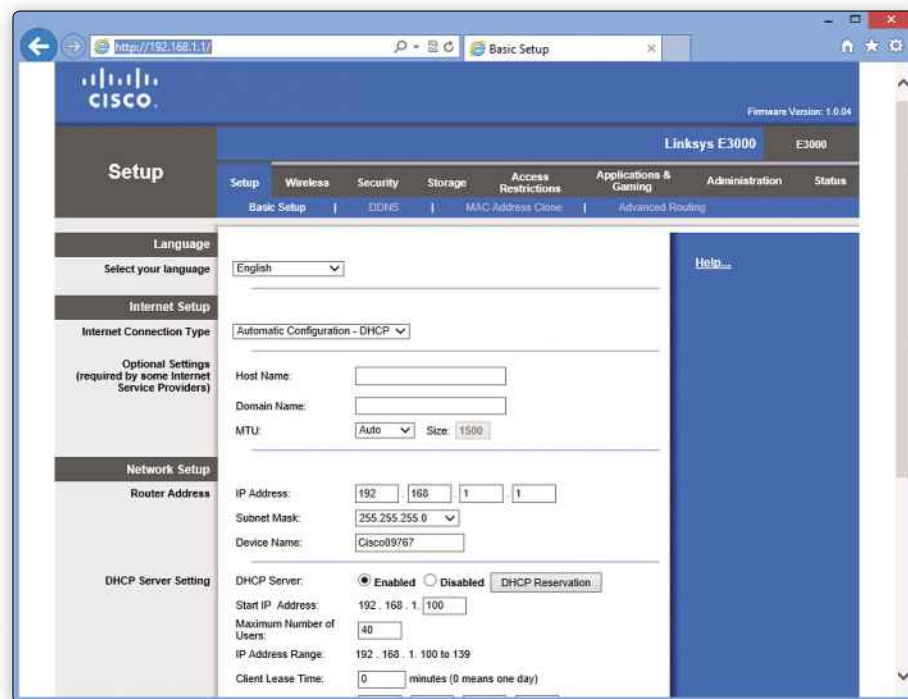 http://192.168.1.1/
Basic Setup
CISCO.
Firmware Version: 1.0.04
Linksys E3000
E3000
Setup
Setup
Wireless
Security
Storage
Access Restrictions
Applications & Gaming
Administration
Status
Basic Setup | DDNS | MAC Address Clone | Advanced Routing
Language
Select your language
English
Help...
Internet Setup
Internet Connection Type
Automatic Configuration - DHCP
Optional Settings
(required by some Internet
Service Providers)
Host Name:
Domain Name:
MTU:
Auto
Size:
1500
Network Setup
Router Address
IP Address:
192 . 168 . 1 . 1
Subnet Mask:
255.255.255.0
Device Name:
Cisco09767
DHCP Server Setting
DHCP Server:
Enabled
Disabled
DHCP Reservation
Start IP Address:
192 . 168 . 1. 100
Maximum Number of
Users:
40
IP Address Range:
192 . 168 . 1. 100 to 139
Client Lease Time:
0
minutes (0 means one day)